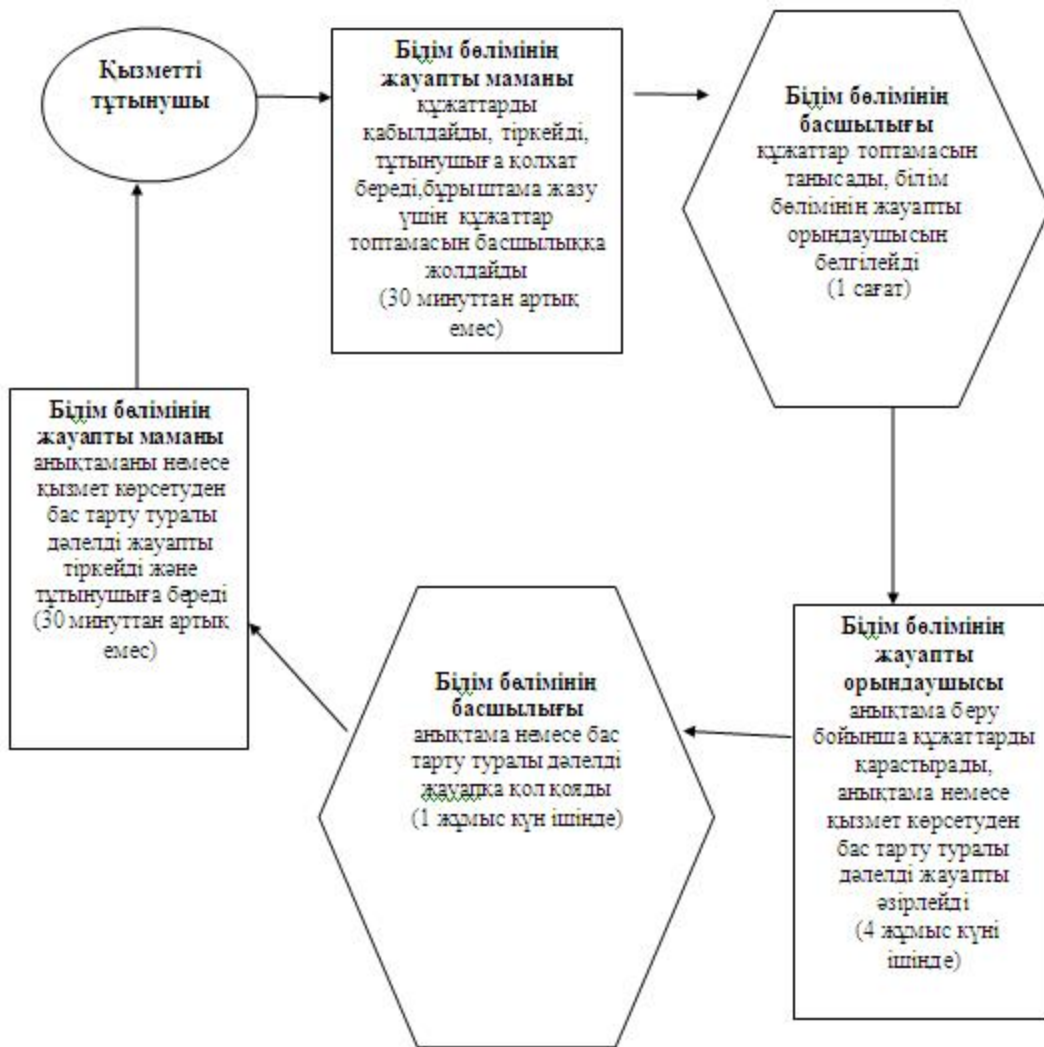 Қызметті
тұтынушы
Білім бөлімінің
жауапты маманы
құжаттарды
қабылдайды, тіркейді,
тұтынушыға қолхат
береді,бұрыштама жазу
үшін құжаттар
топтамасын басшылыққа
жолдайды
(30 минуттан артық
емес)
Білім бөлімінің
басшылығы
құжаттар топтамасын
танысады, білім
бөлімінің жауапты
орындаушысын
белгілейді
(1 сағат)
Білім бөлімінің
жауапты
орындаушысы
анықтама беру
бойынша құжаттарды
қарастырады,
анықтама немесе
қызмет көрсетуден
бас тарту туралы
дәлелді жауапты
әзірлейді
(4 жұмыс күні
ішінде)
Білім бөлімінің
басшылығы
анықтама немесе бас
тарту туралы дәлелді
жауапқа қол қояды
(1 жұмыс күн ішінде)
Білім бөлімінің
жауапты маманы
анықтаманы немесе
қызмет көрсетуден
бас тарту туралы
дәлелді жауапты
тіркейді және
тұтынушыға береді
(30 минуттан артық
емес)